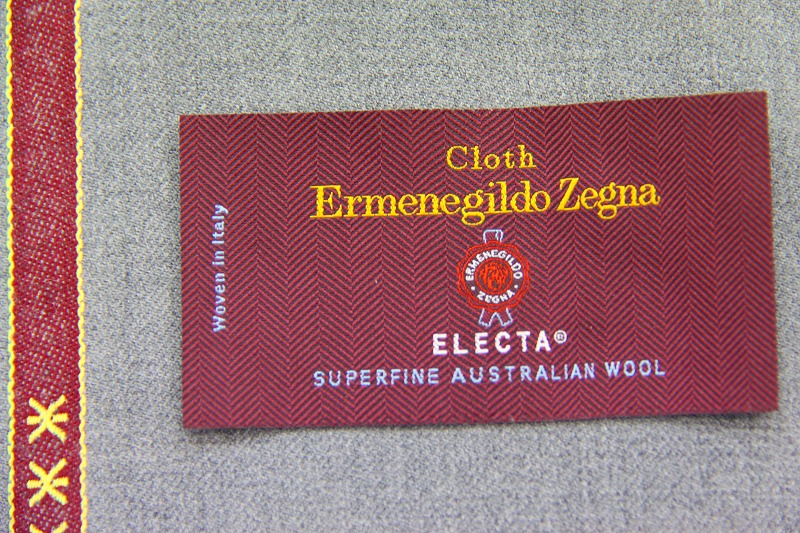 Cloth
Ermenegildo Zegna
Woven in Italy
ERMENEGILDO
ZEGNA
ELECTA®
SUPERFINE AUSTRALIAN WOOL